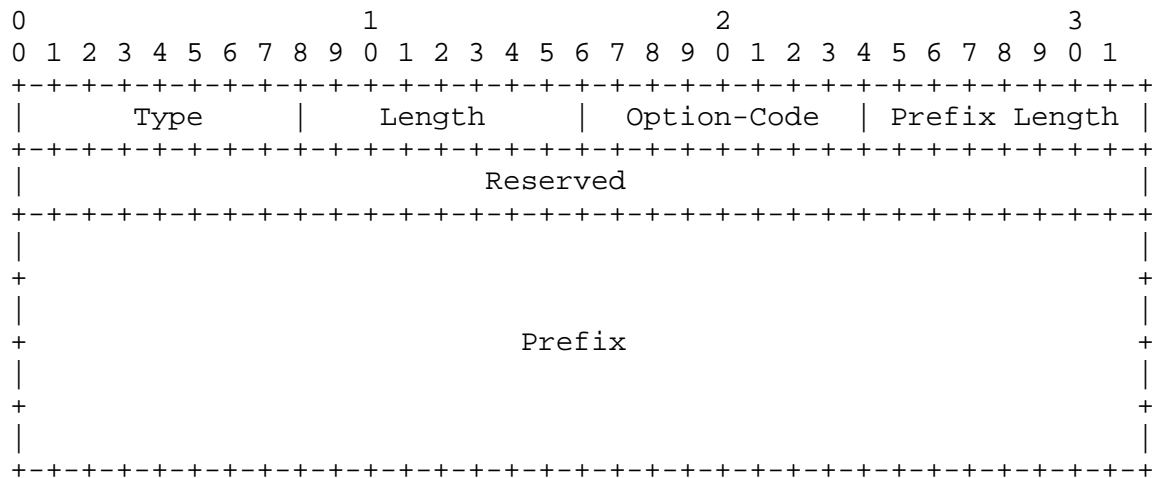 0                   1                   2                   3
0 1 2 3 4 5 6 7 8 9 0 1 2 3 4 5 6 7 8 9 0 1 2 3 4 5 6 7 8 9 0 1
+-+-+-+-+-+-+-+-+-+-+-+-+-+-+-+-+-+-+-+-+-+-+-+-+-+-+-+-+-+-+-+-+
|      Type     |    Length     |  Option-Code  | Prefix Length |
+-+-+-+-+-+-+-+-+-+-+-+-+-+-+-+-+-+-+-+-+-+-+-+-+-+-+-+-+-+-+-+-+
|                          Reserved                             |
+-+-+-+-+-+-+-+-+-+-+-+-+-+-+-+-+-+-+-+-+-+-+-+-+-+-+-+-+-+-+-+-+
|                                                               |
+                                                               +
|                                                               |
+                            Prefix                             +
|                                                               |
+                                                               +
|                                                               |
+-+-+-+-+-+-+-+-+-+-+-+-+-+-+-+-+-+-+-+-+-+-+-+-+-+-+-+-+-+-+-+-+